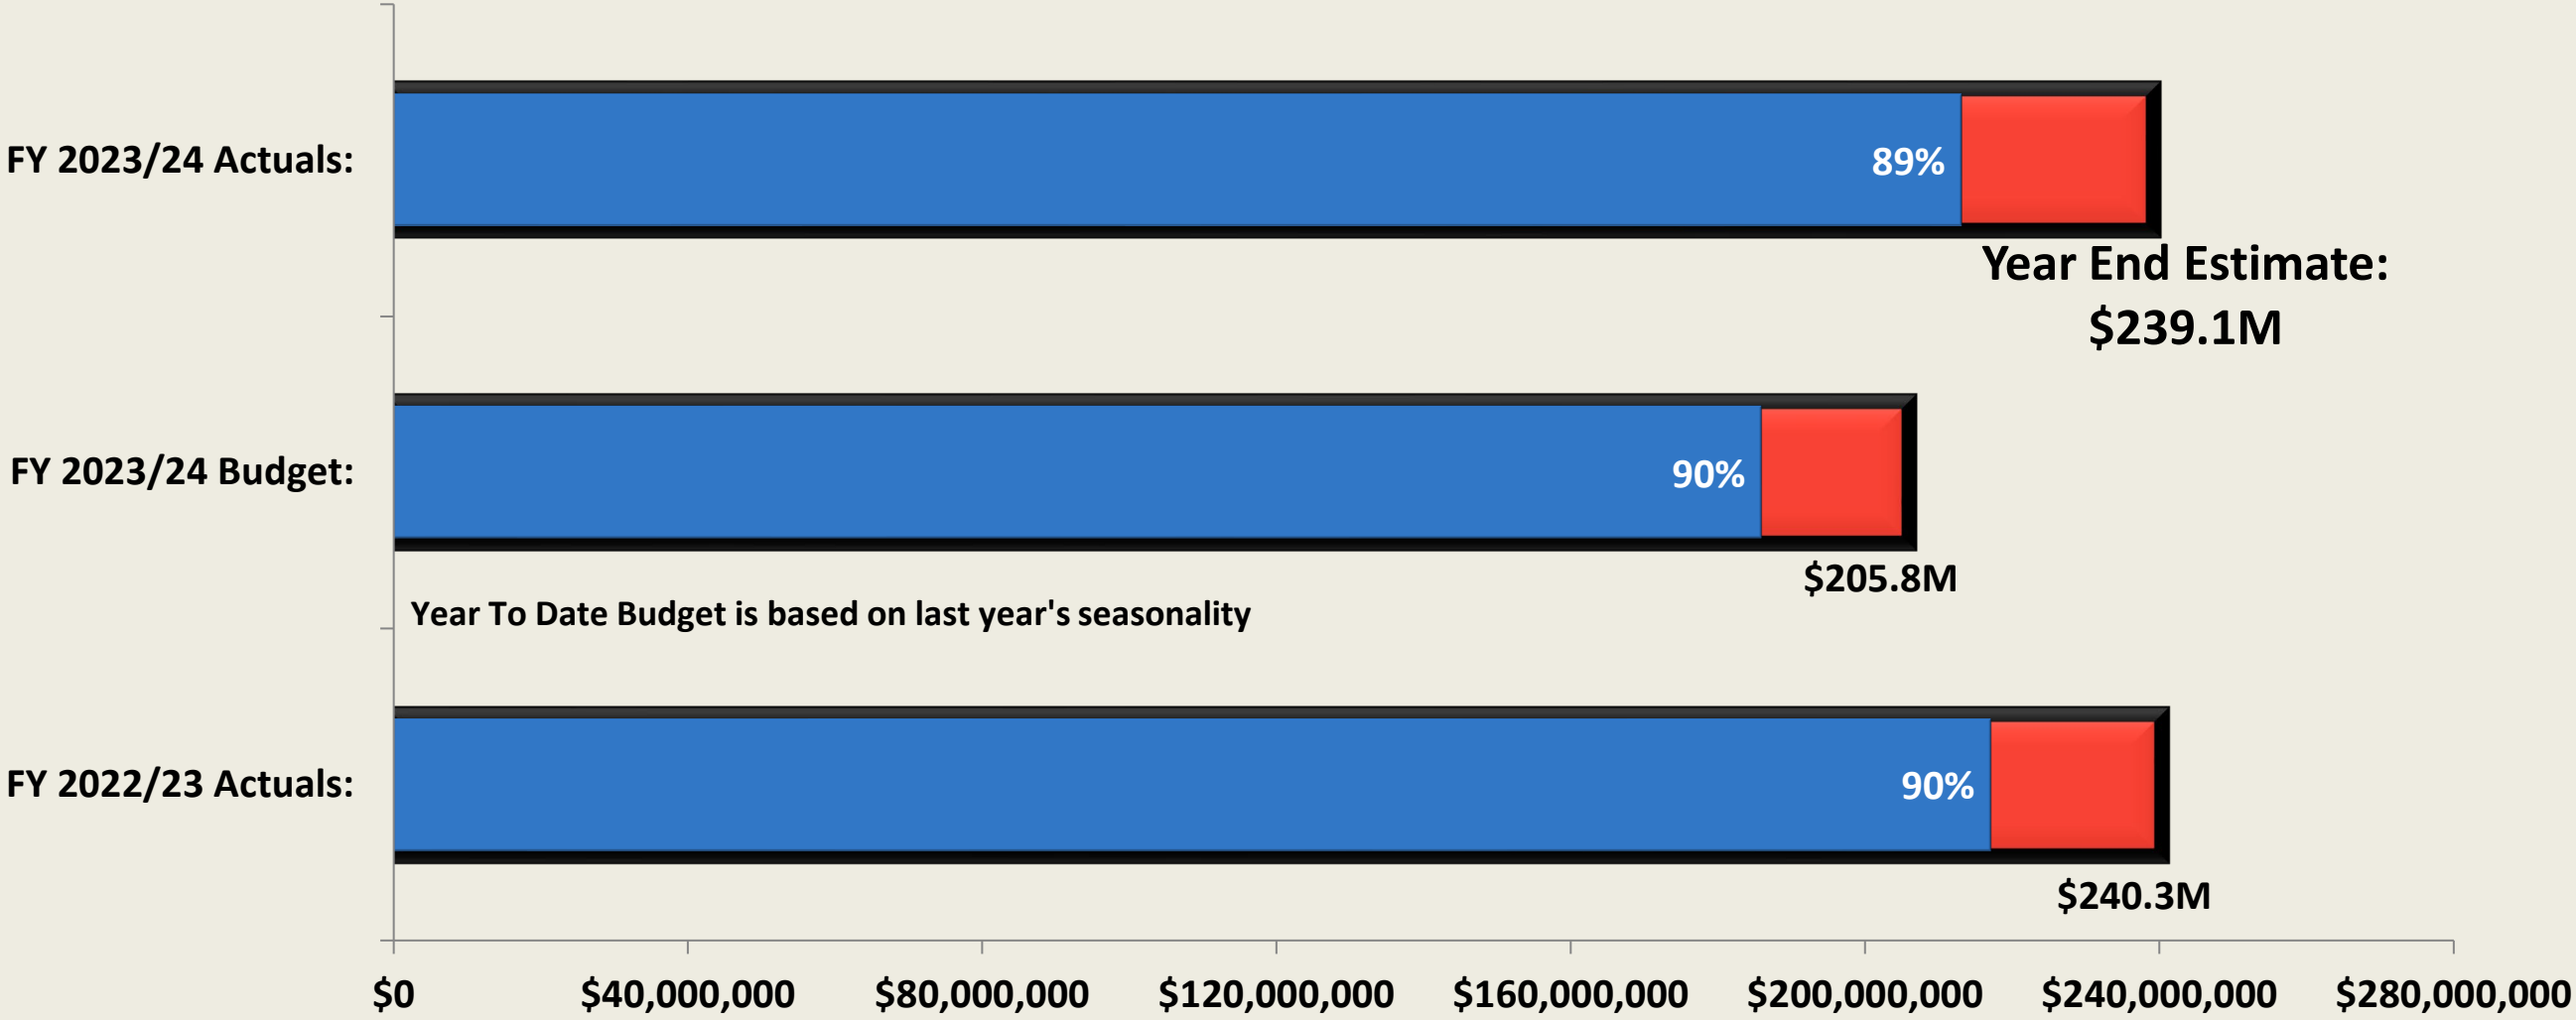 FY 2023/24 Actuals:
89%
Year End Estimate:
$239.1M
FY 2023/24 Budget:
90%
$205.8M
Year To Date Budget is based on last year's seasonality
FY 2022/23 Actuals:
90%
$240.3M
$0 $40,000,000 $80,000,000 $120,000,000 $160,000,000 $200,000,000 $240,000,000 $280,000,000